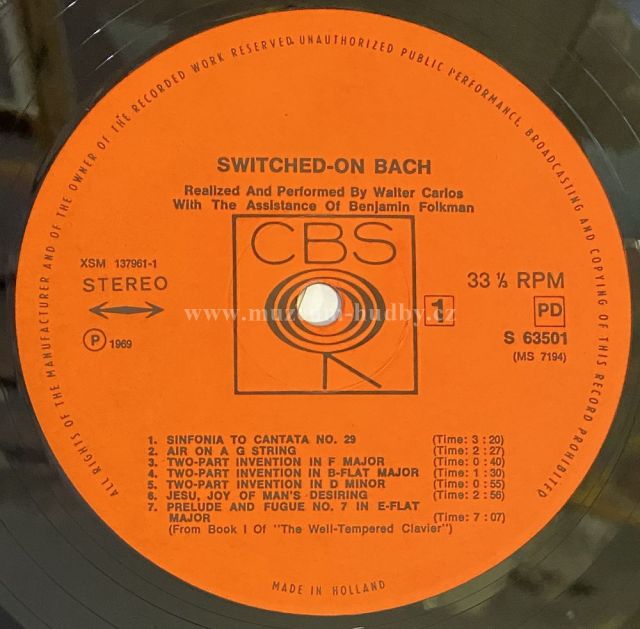 ALL RIGHTS OF THE MANUFACTURER AND OF THE OWNER OF THE RECORDED WORK RESERVED. UNAUTHORIZED PUBLIC PERFORMANCE, BROADCASTING AND COPYING OF THIS RECORD PROHIBITED
SWITCHED-ON BACH
Realized And Performed By Walter Carlos
With The Assistance Of Benjamin Folkman
CBS
XSM 137961-1
STEREO
33 ⅓ RPM
www.muzeum-hudby.cz
1
PD
S 63501
(MS 7194)
Ⓟ 1969
1. SINFONIA TO CANTATA NO. 29 (Time: 3 : 20)
2. AIR ON A G STRING (Time: 2 : 27)
3. TWO-PART INVENTION IN F MAJOR (Time: 0 : 40)
4. TWO-PART INVENTION IN B-FLAT MAJOR (Time: 1 : 30)
5. TWO-PART INVENTION IN D MINOR (Time: 0 : 55)
6. JESU, JOY OF MAN'S DESIRING (Time: 2 : 56)
7. PRELUDE AND FUGUE NO. 7 IN E-FLAT
MAJOR (Time: 7 : 07)
(From Book I Of "The Well-Tempered Clavier")
MADE IN HOLLAND